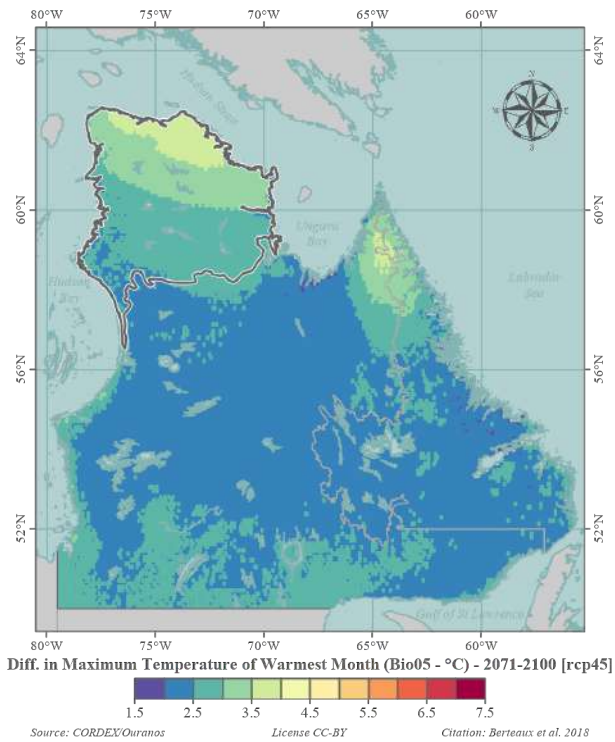 80°W 75°W 70°W 65°W 60°W
64°N 64°N
Hudson Strait
N
W E
S
60°N 60°N
Ungava
Bay
Hudson
Bay
Labrador
Sea
56°N 56°N
52°N 52°N
Gulf of St Lawrence
80°W 75°W 70°W 65°W 60°W
Diff. in Maximum Temperature of Warmest Month (Bio05 - °C) - 2071-2100 [rcp45]
1.5 2.5 3.5 4.5 5.5 6.5 7.5
Source: CORDEX/Ouranos License CC-BY Citation: Berteaux et al. 2018